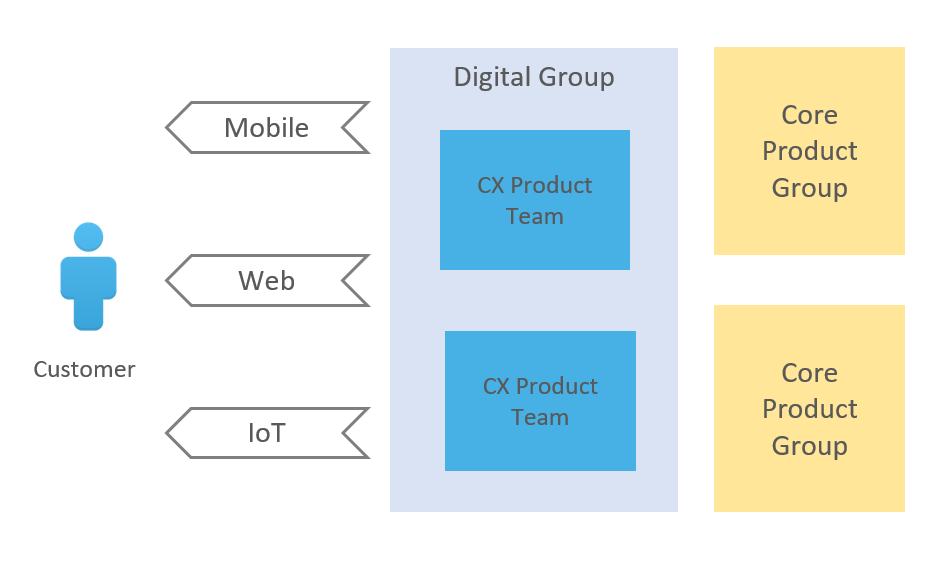 Digital Group
Mobile
CX Product
Team
Core
Product
Group
Web
Customer
IoT
CX Product
Team
Core
Product
Group